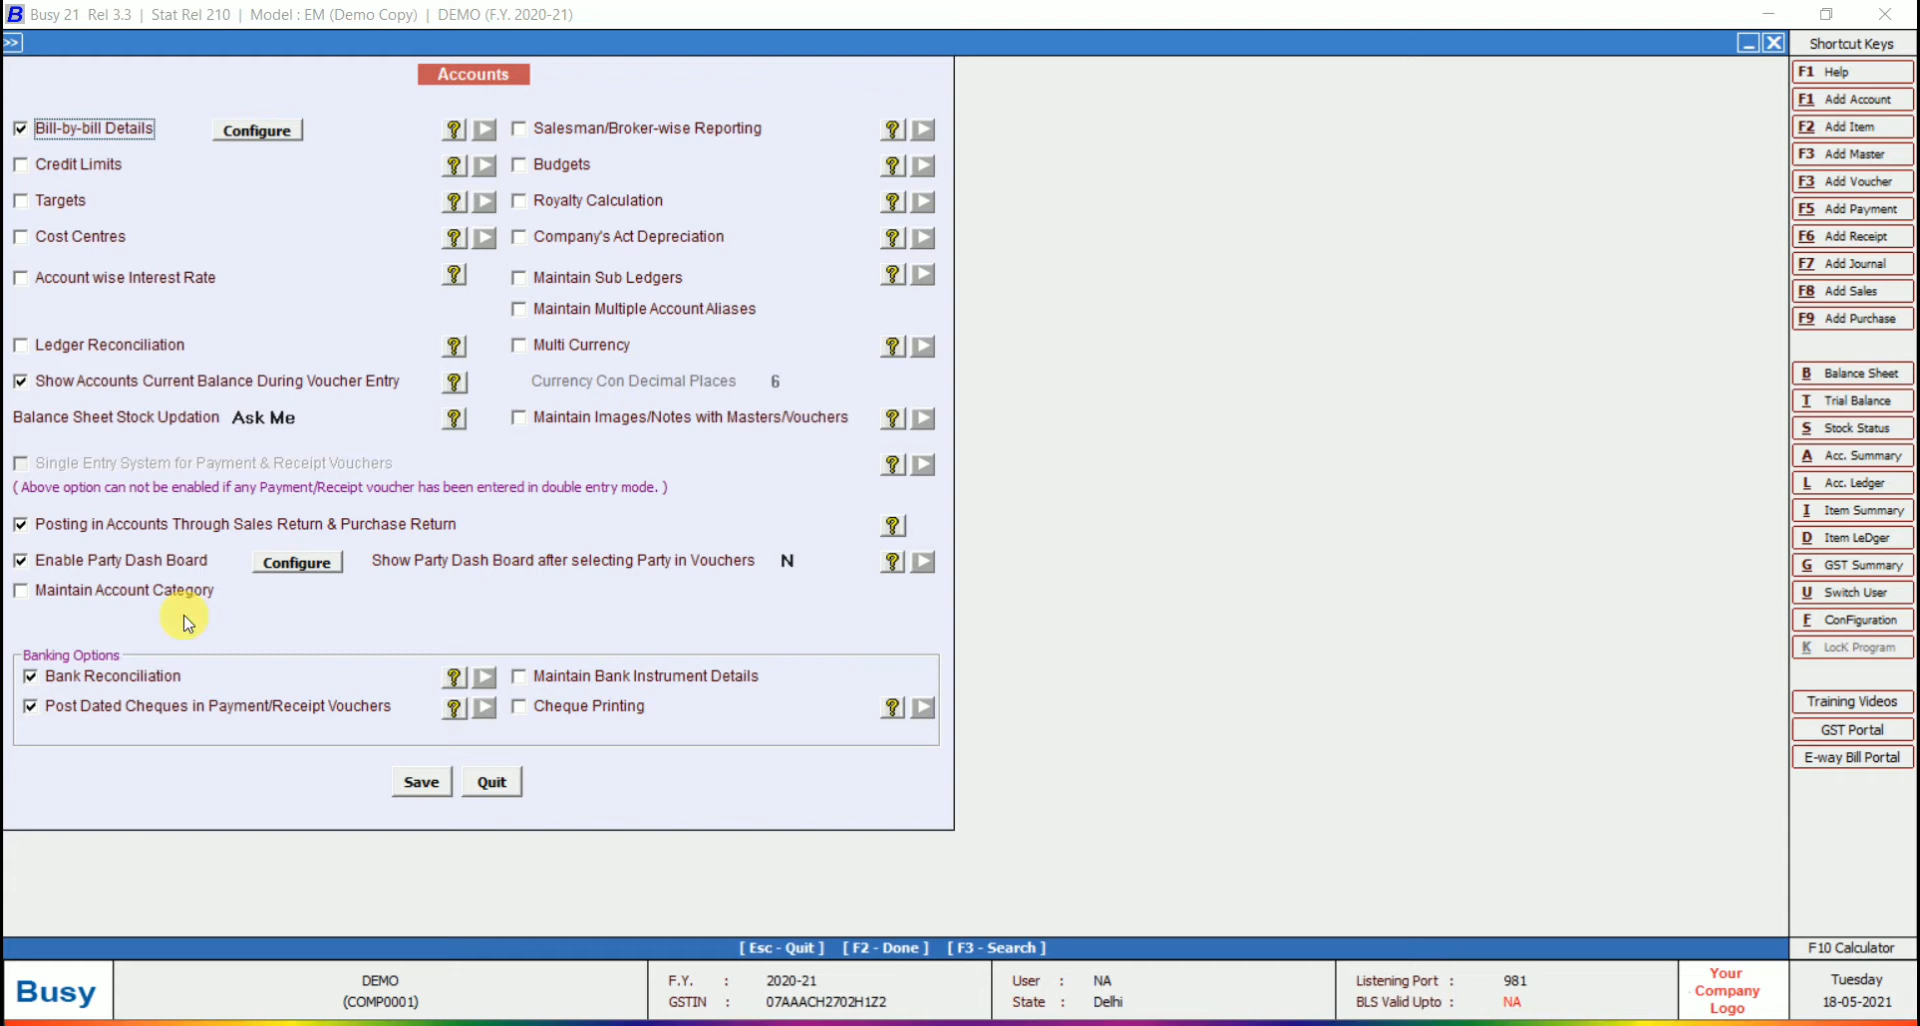 Busy 21 Rel 3.3 | Stat Rel 210 | Model : EM (Demo Copy) | DEMO (F.Y. 2020-21)
>>
Shortcut Keys
Accounts
Bill-by-bill Details Configure ? Salesman/Broker-wise Reporting ?
Credit Limits ? Budgets ?
Targets ? Royalty Calculation ?
Cost Centres ? Company's Act Depreciation ?
Account wise Interest Rate ? Maintain Sub Ledgers ?
Maintain Multiple Account Aliases
Ledger Reconciliation ? Multi Currency ?
Show Accounts Current Balance During Voucher Entry ? Currency Con Decimal Places 6
Balance Sheet Stock Updation Ask Me ? Maintain Images/Notes with Masters/Vouchers ?
Single Entry System for Payment & Receipt Vouchers ?
( Above option can not be enabled if any Payment/Receipt voucher has been entered in double entry mode. )
Posting in Accounts Through Sales Return & Purchase Return ?
Enable Party Dash Board Configure Show Party Dash Board after selecting Party in Vouchers N ?
Maintain Account Category
Banking Options
Bank Reconciliation ? Maintain Bank Instrument Details
Post Dated Cheques in Payment/Receipt Vouchers ? Cheque Printing ?
Save Quit
F1 Help
F1 Add Account
F2 Add Item
F3 Add Master
F3 Add Voucher
F5 Add Payment
F6 Add Receipt
F7 Add Journal
F8 Add Sales
F9 Add Purchase
B Balance Sheet
T Trial Balance
S Stock Status
A Acc. Summary
L Acc. Ledger
I Item Summary
D Item LeDger
G GST Summary
U Switch User
F ConFiguration
K LocK Program
Training Videos
GST Portal
E-way Bill Portal
[ Esc - Quit ] [ F2 - Done ] [ F3 - Search ]
F10 Calculator
Busy
DEMO
(COMP0001)
F.Y. : 2020-21
GSTIN : 07AAACH2702H1Z2
User : NA
State : Delhi
Listening Port : 981
BLS Valid Upto : NA
Your
Company
Logo
Tuesday
18-05-2021